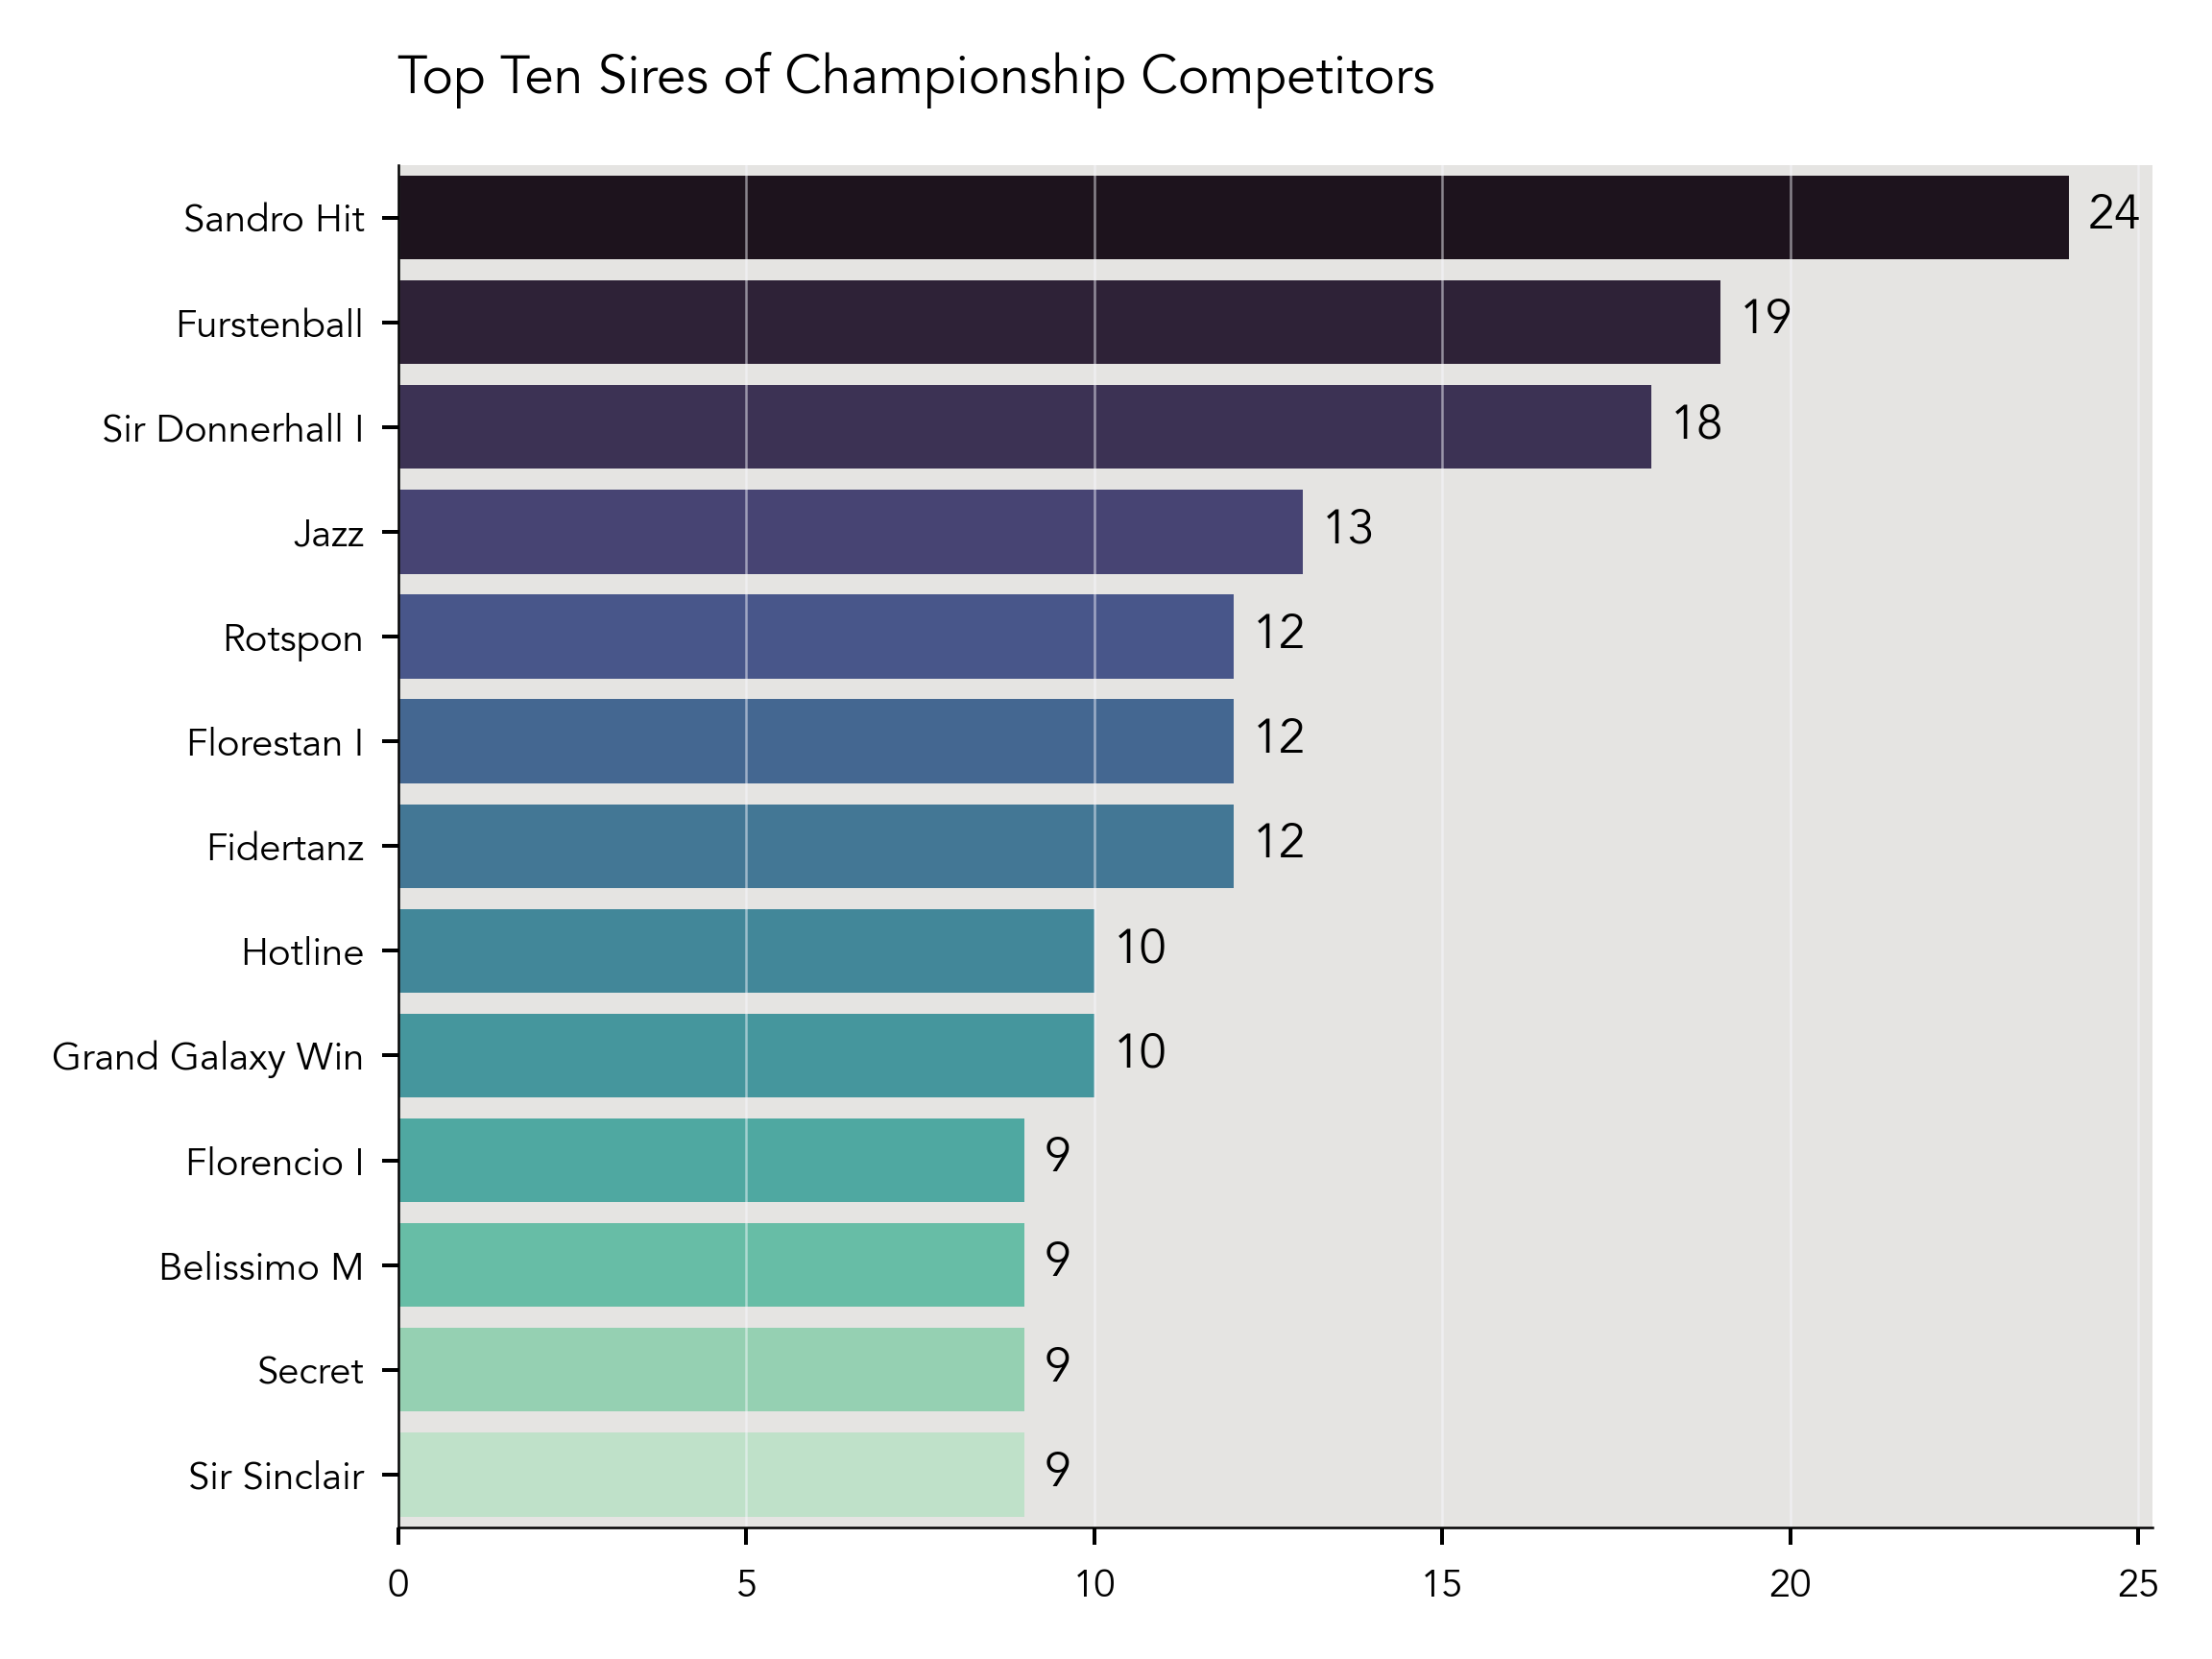 Top Ten Sires of Championship Competitors
Sandro Hit 24
Furstenball 19
Sir Donnerhall I 18
Jazz 13
Rotspon 12
Florestan I 12
Fidertanz 12
Hotline 10
Grand Galaxy Win 10
Florencio I 9
Belissimo M 9
Secret 9
Sir Sinclair 9
0 5 10 15 20 25